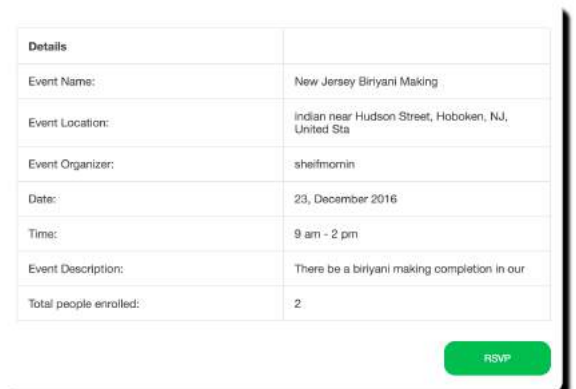 Details
Event Name: New Jersey Biriyani Making
Event Location: indian near Hudson Street, Hoboken, NJ,
United Sta
Event Organizer: sheifmornin
Date: 23, December 2016
Time: 9 am - 2 pm
Event Description: There be a biriyani making completion in our
Total people enrolled: 2
RSVP